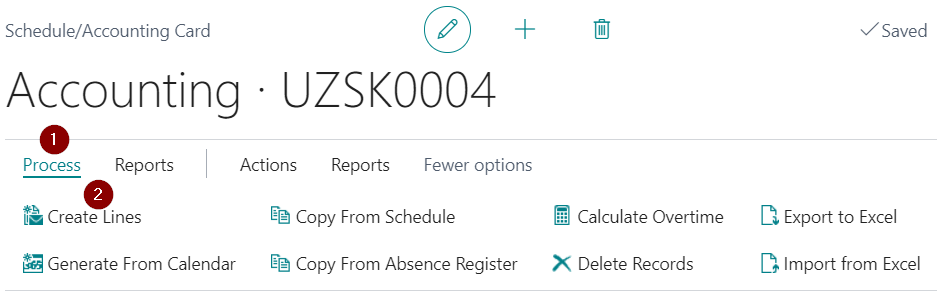 Schedule/Accounting Card Saved
Accounting · UZSK0004
1
Process Reports Actions Reports Fewer options
2
Create Lines Copy From Schedule Calculate Overtime Export to Excel
365 Generate From Calendar Copy From Absence Register Delete Records Import from Excel